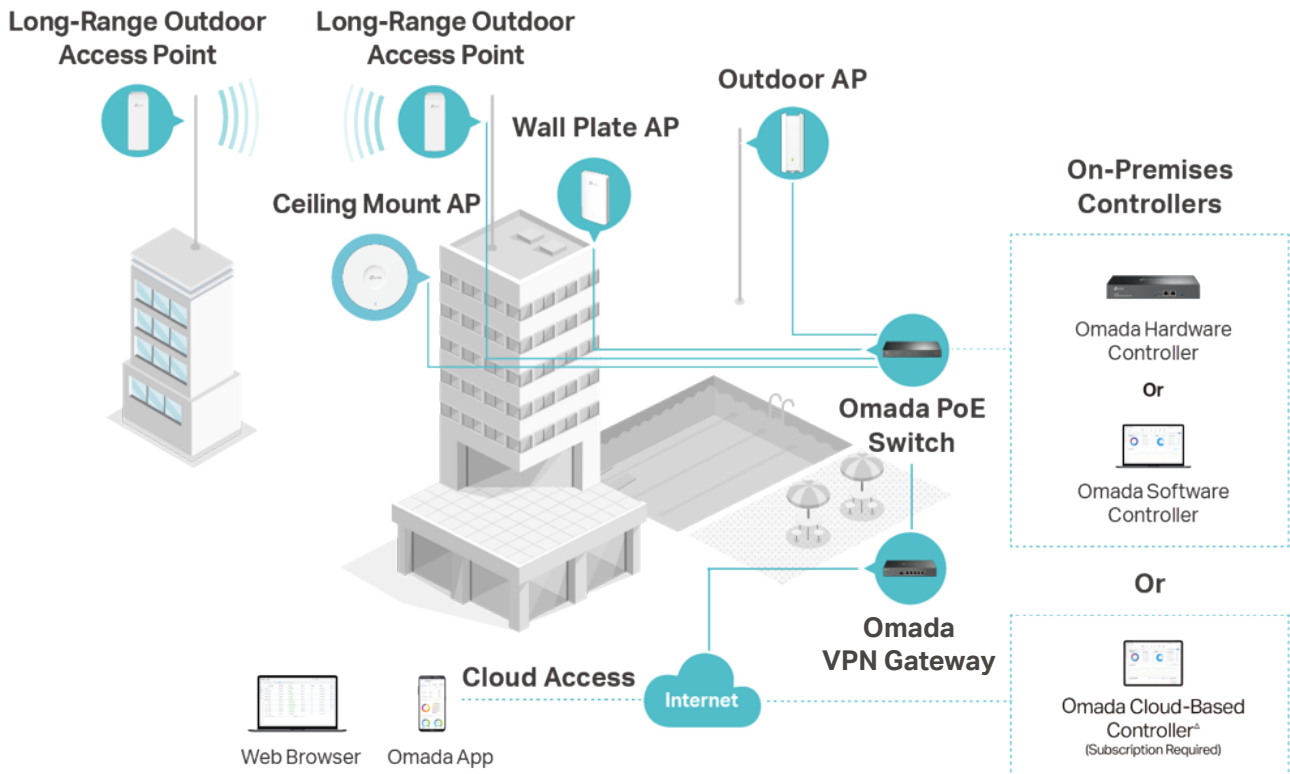 Long-Range Outdoor
Access Point
Long-Range Outdoor
Access Point
Outdoor AP
Wall Plate AP
Ceiling Mount AP
On-Premises
Controllers
Omada Hardware
Controller
Or
Omada PoE
Switch
Omada Software
Controller
Or
Omada
VPN Gateway
Cloud Access
Internet
Omada Cloud-Based
Controller△
(Subscription Required)
Web Browser
Omada App